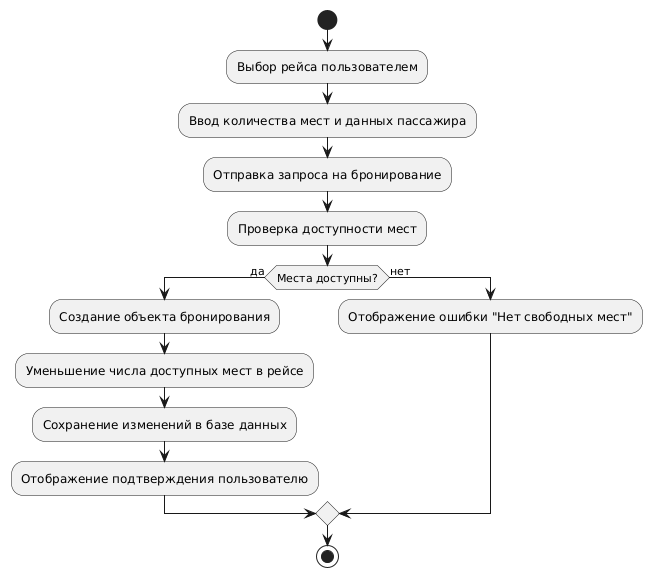 Выбор рейса пользователем
Ввод количества мест и данных пассажира
Отправка запроса на бронирование
Проверка доступности мест
да
Места доступны?
нет
Создание объекта бронирования
Отображение ошибки "Нет свободных мест"
Уменьшение числа доступных мест в рейсе
Сохранение изменений в базе данных
Отображение подтверждения пользователю